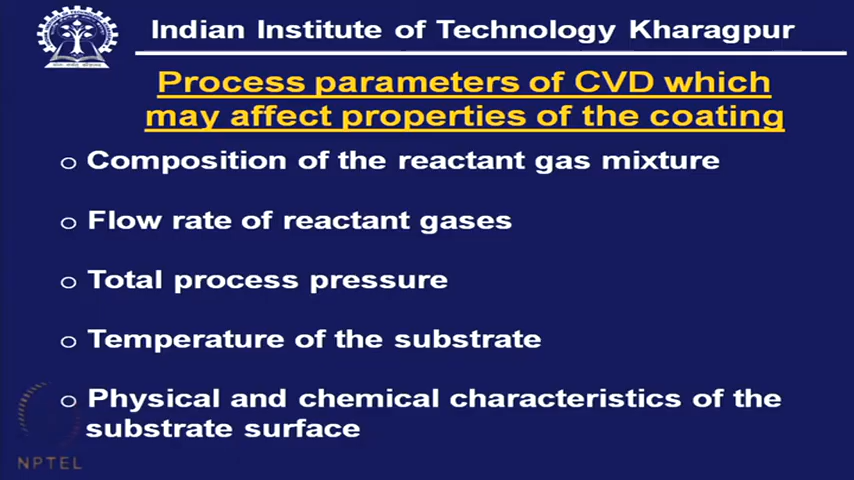 Indian Institute of Technology Kharagpur
Process parameters of CVD which
may affect properties of the coating
o Composition of the reactant gas mixture
o Flow rate of reactant gases
o Total process pressure
o Temperature of the substrate
o Physical and chemical characteristics of the
substrate surface
NPTEL